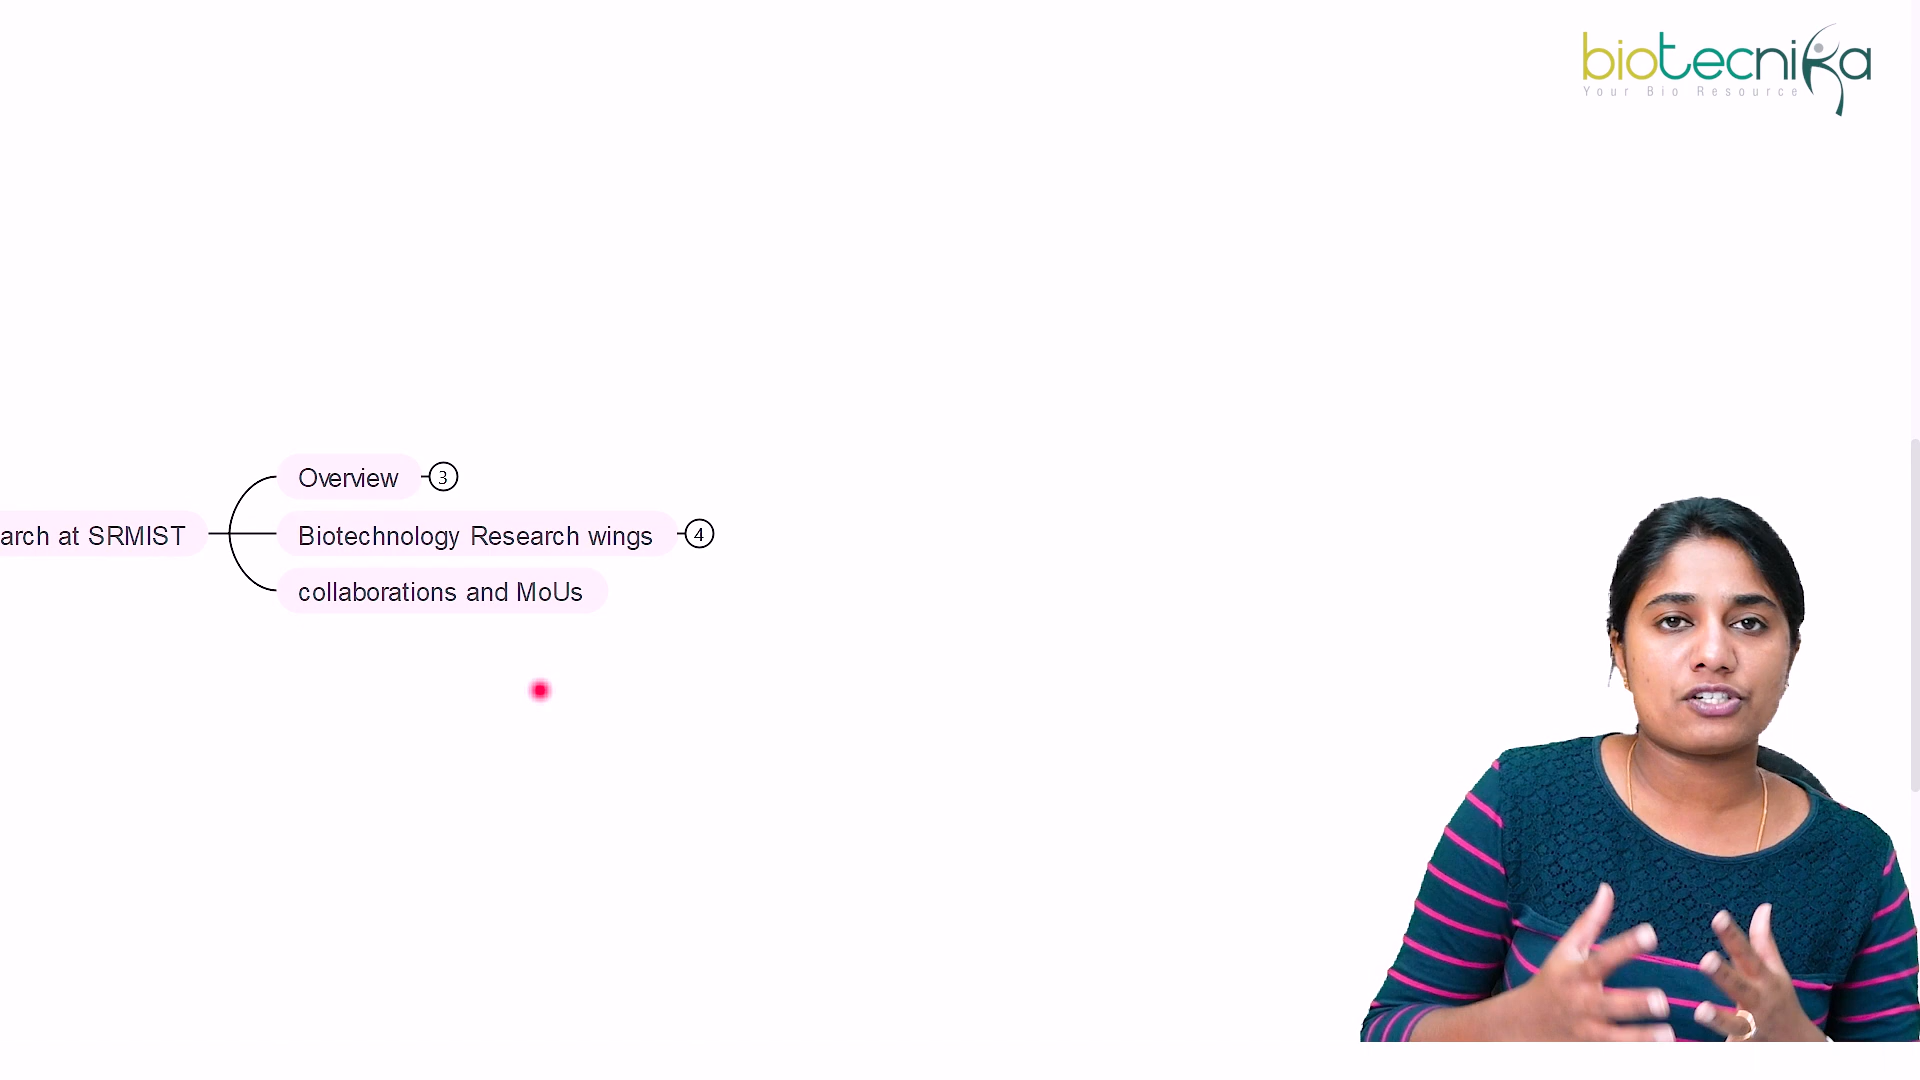 biotecnika
Your Bio Resource
Overview 3
arch at SRMIST
Biotechnology Research wings 4
collaborations and MoUs